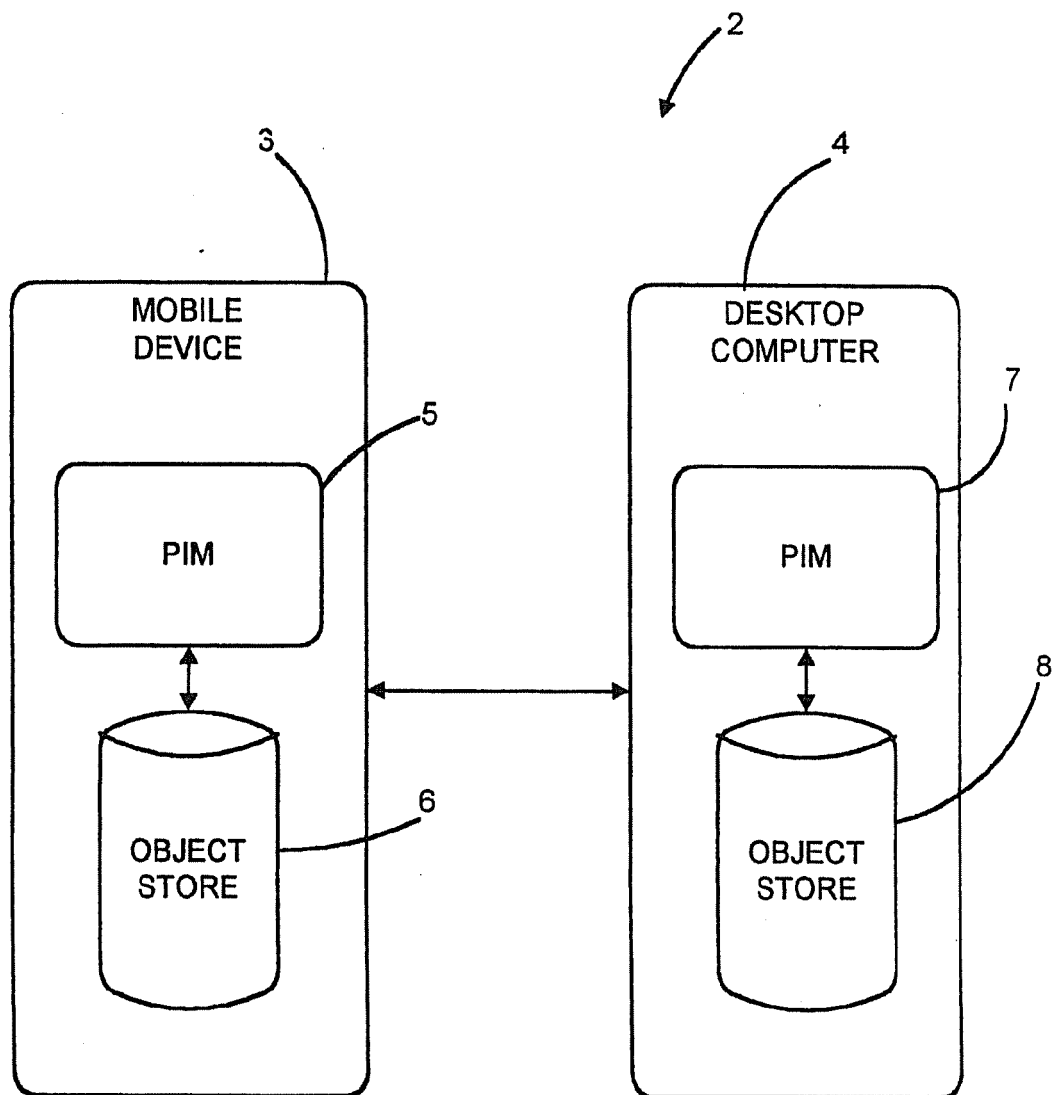 2
3
4
MOBILE
DEVICE
DESKTOP
COMPUTER
5
7
PIM
PIM
6
8
OBJECT
STORE
OBJECT
STORE